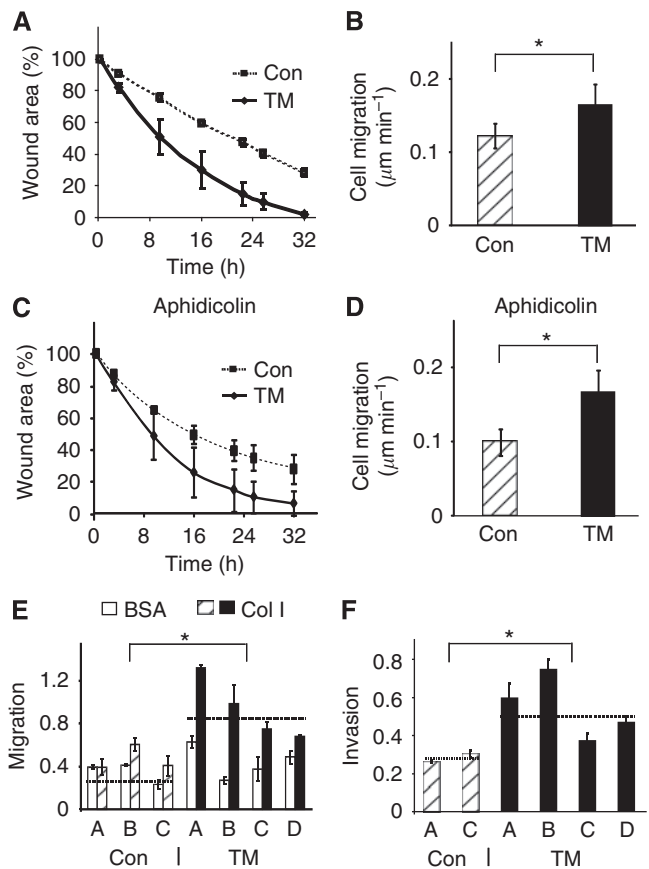 A
Wound area (%)
100
80
60
40
20
0
0 8 16 24 32
Time (h)
Con
TM
B
Cell migration
(μm min⁻¹)
0.2
0.1
0
*
Con TM
C
Aphidicolin
Wound area (%)
100
80
60
40
20
0
0 8 16 24 32
Time (h)
Con
TM
D
Aphidicolin
Cell migration
(μm min⁻¹)
0.2
0.1
0
*
Con TM
E
BSA Col I
Migration
1.2
0.8
0.4
0
*
A B C A B C D
Con | TM
F
Invasion
0.8
0.6
0.4
0.2
0
*
A C A B C D
Con | TM